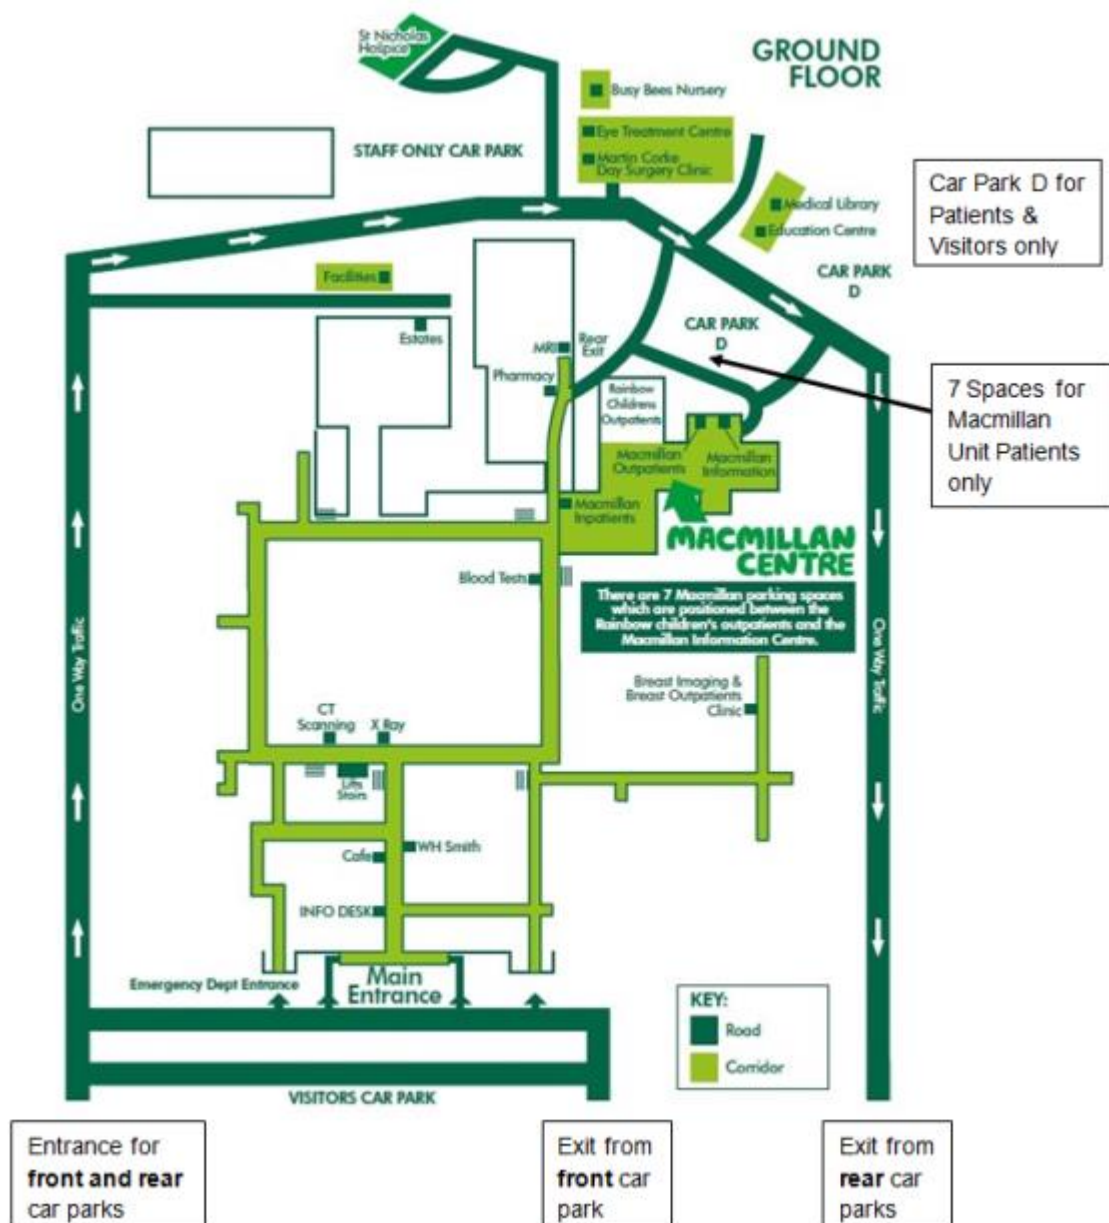 St Nicholas
Hospice
GROUND
FLOOR
Busy Bees Nursery
Eye Treatment Centre
Martin Corke
Day Surgery Clinic
STAFF ONLY CAR PARK
Medical Library
Education Centre
Car Park D for
Patients &
Visitors only
CAR PARK
D
Facilities
CAR PARK
D
Estates
MRI
Rear
Exit
Pharmacy
Rainbow
Childrens
Outpatients
7 Spaces for
Macmillan
Unit Patients
only
Macmillan
Outpatients
Macmillan
Information
Macmillan
Inpatients
MACMILLAN
CENTRE
Blood Tests
There are 7 Macmillan parking spaces
which are positioned between the
Rainbow children's outpatients and the
Macmillan Information Centre.
One Way Traffic
One Way Traffic
Breast Imaging &
Breast Outpatients
Clinic
CT
Scanning
X Ray
Lifts
Stairs
Cafe
WH Smith
INFO DESK
Emergency Dept Entrance
Main
Entrance
KEY:
Road
Corridor
VISITORS CAR PARK
Entrance for
front and rear
car parks
Exit from
front car
park
Exit from
rear car
parks